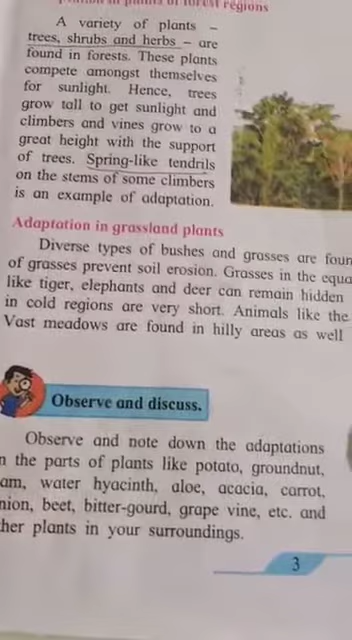 in plants of forest regions
A variety of plants –
trees, shrubs and herbs – are
found in forests. These plants
compete amongst themselves
for sunlight. Hence, trees
grow tall to get sunlight and
climbers and vines grow to a
great height with the support
of trees. Spring-like tendrils
on the stems of some climbers
is an example of adaptation.
Adaptation in grassland plants
Diverse types of bushes and grasses are foun
of grasses prevent soil erosion. Grasses in the equa
like tiger, elephants and deer can remain hidden
in cold regions are very short. Animals like the
Vast meadows are found in hilly areas as well
Observe and discuss.
Observe and note down the adaptations
n the parts of plants like potato, groundnut,
am, water hyacinth, aloe, acacia, carrot,
nion, beet, bitter-gourd, grape vine, etc. and
ther plants in your surroundings.
3